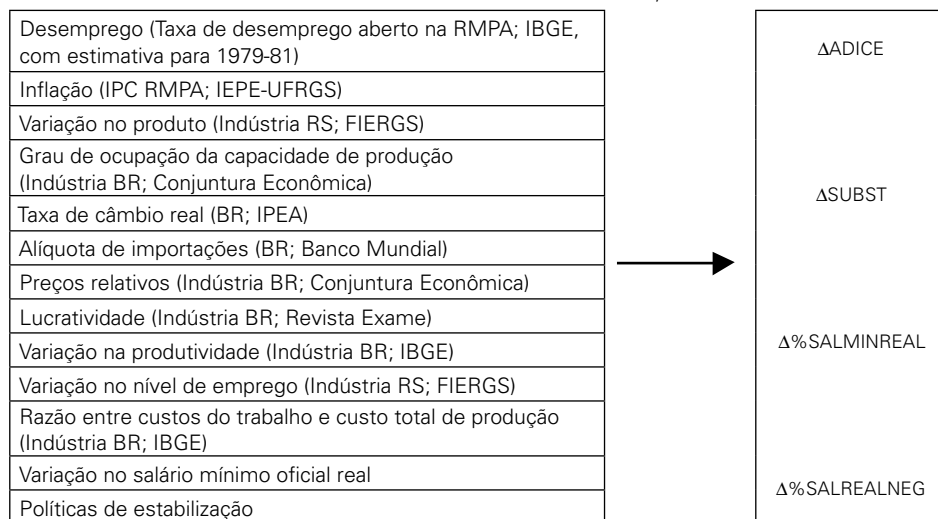 Desemprego (Taxa de desemprego aberto na RMPA; IBGE,
com estimativa para 1979-81)
Inflação (IPC RMPA; IEPE-UFRGS)
Variação no produto (Indústria RS; FIERGS)
Grau de ocupação da capacidade de produção
(Indústria BR; Conjuntura Econômica)
Taxa de câmbio real (BR; IPEA)
Alíquota de importações (BR; Banco Mundial)
Preços relativos (Indústria BR; Conjuntura Econômica)
Lucratividade (Indústria BR; Revista Exame)
Variação na produtividade (Indústria BR; IBGE)
Variação no nível de emprego (Indústria RS; FIERGS)
Razão entre custos do trabalho e custo total de produção
(Indústria BR; IBGE)
Variação no salário mínimo oficial real
Políticas de estabilização
ΔADICE
ΔSUBST
Δ%SALMINREAL
Δ%SALREALNEG